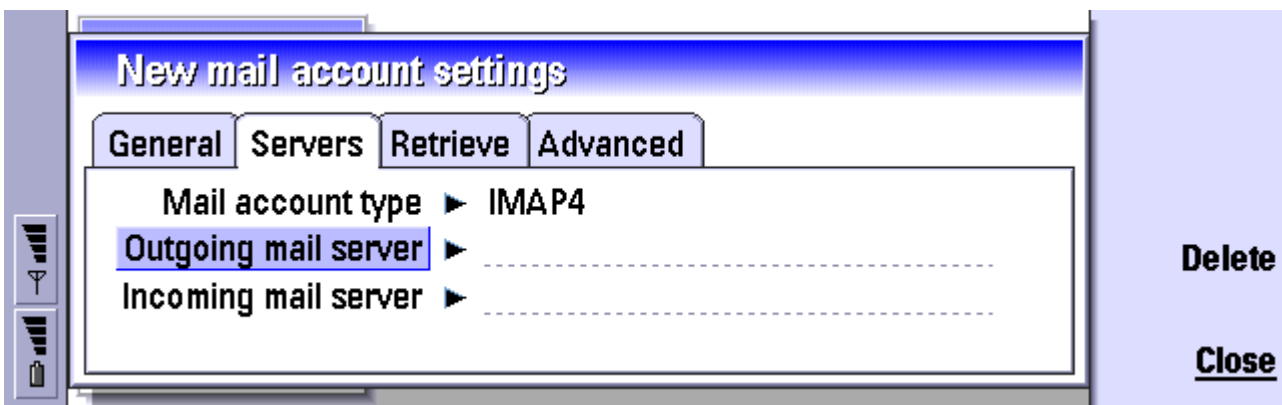 New mail account settings
General Servers Retrieve Advanced
Mail account type IMAP4
Outgoing mail server
Incoming mail server
Delete
Close